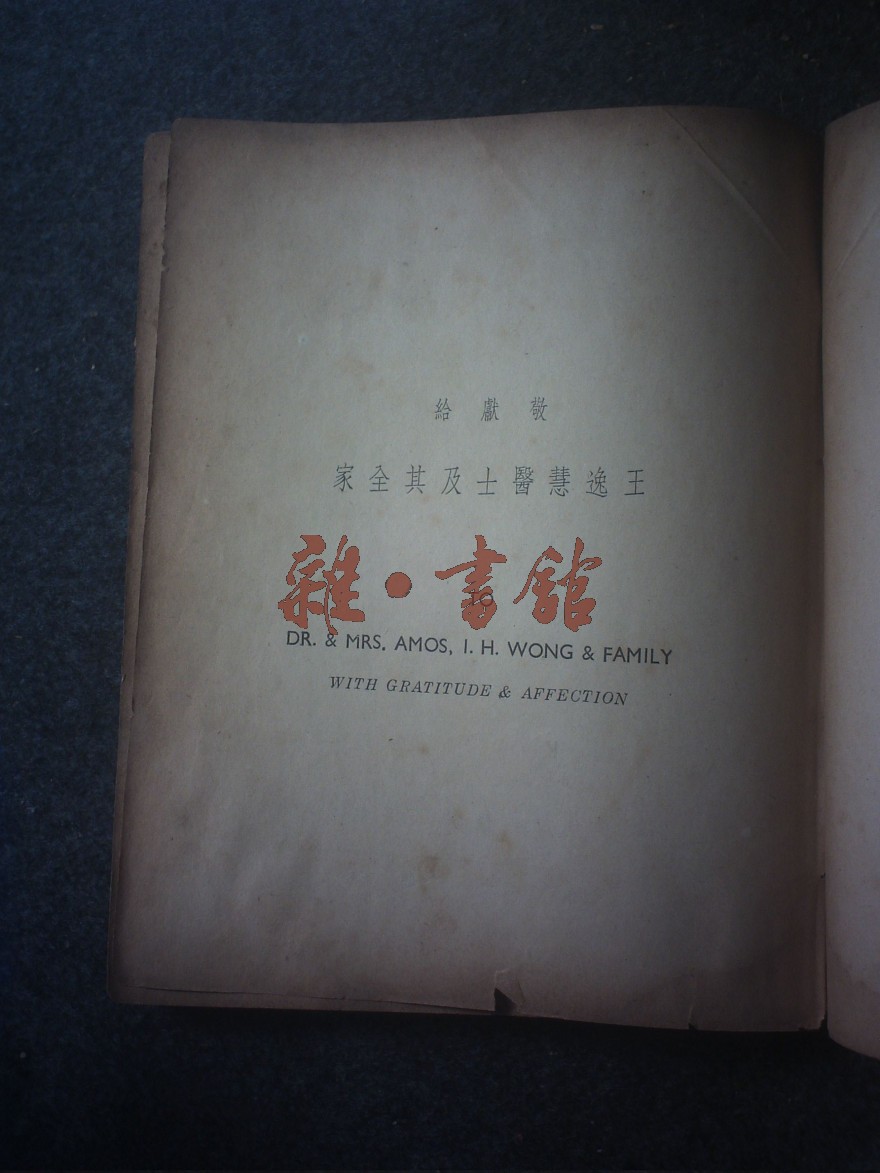 敬獻給
王逸慧醫士及其全家
雜•書館
TO
DR. & MRS. AMOS, I. H. WONG & FAMILY
WITH GRATITUDE & AFFECTION